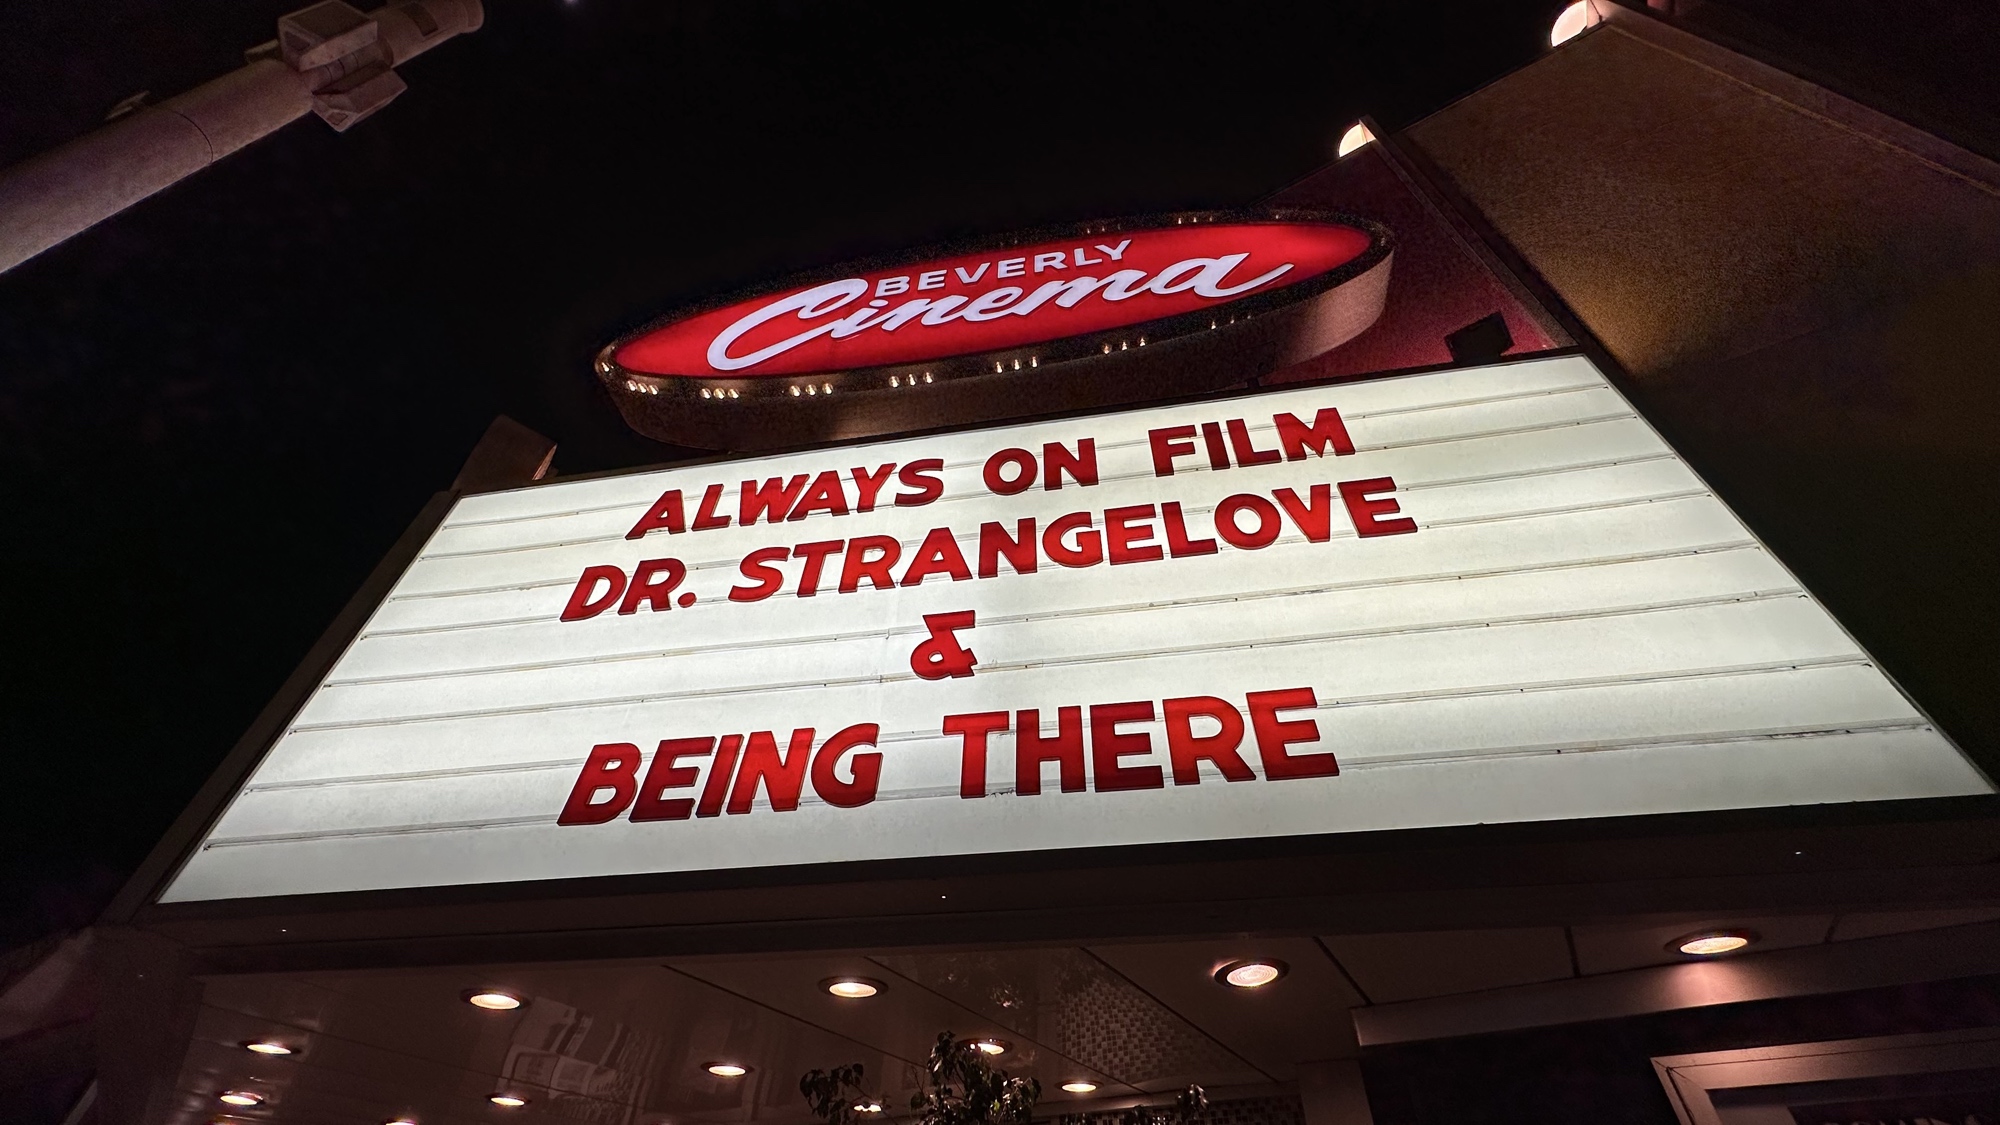 BEVERLY
Cinema
ALWAYS ON FILM
DR. STRANGELOVE
&
BEING THERE